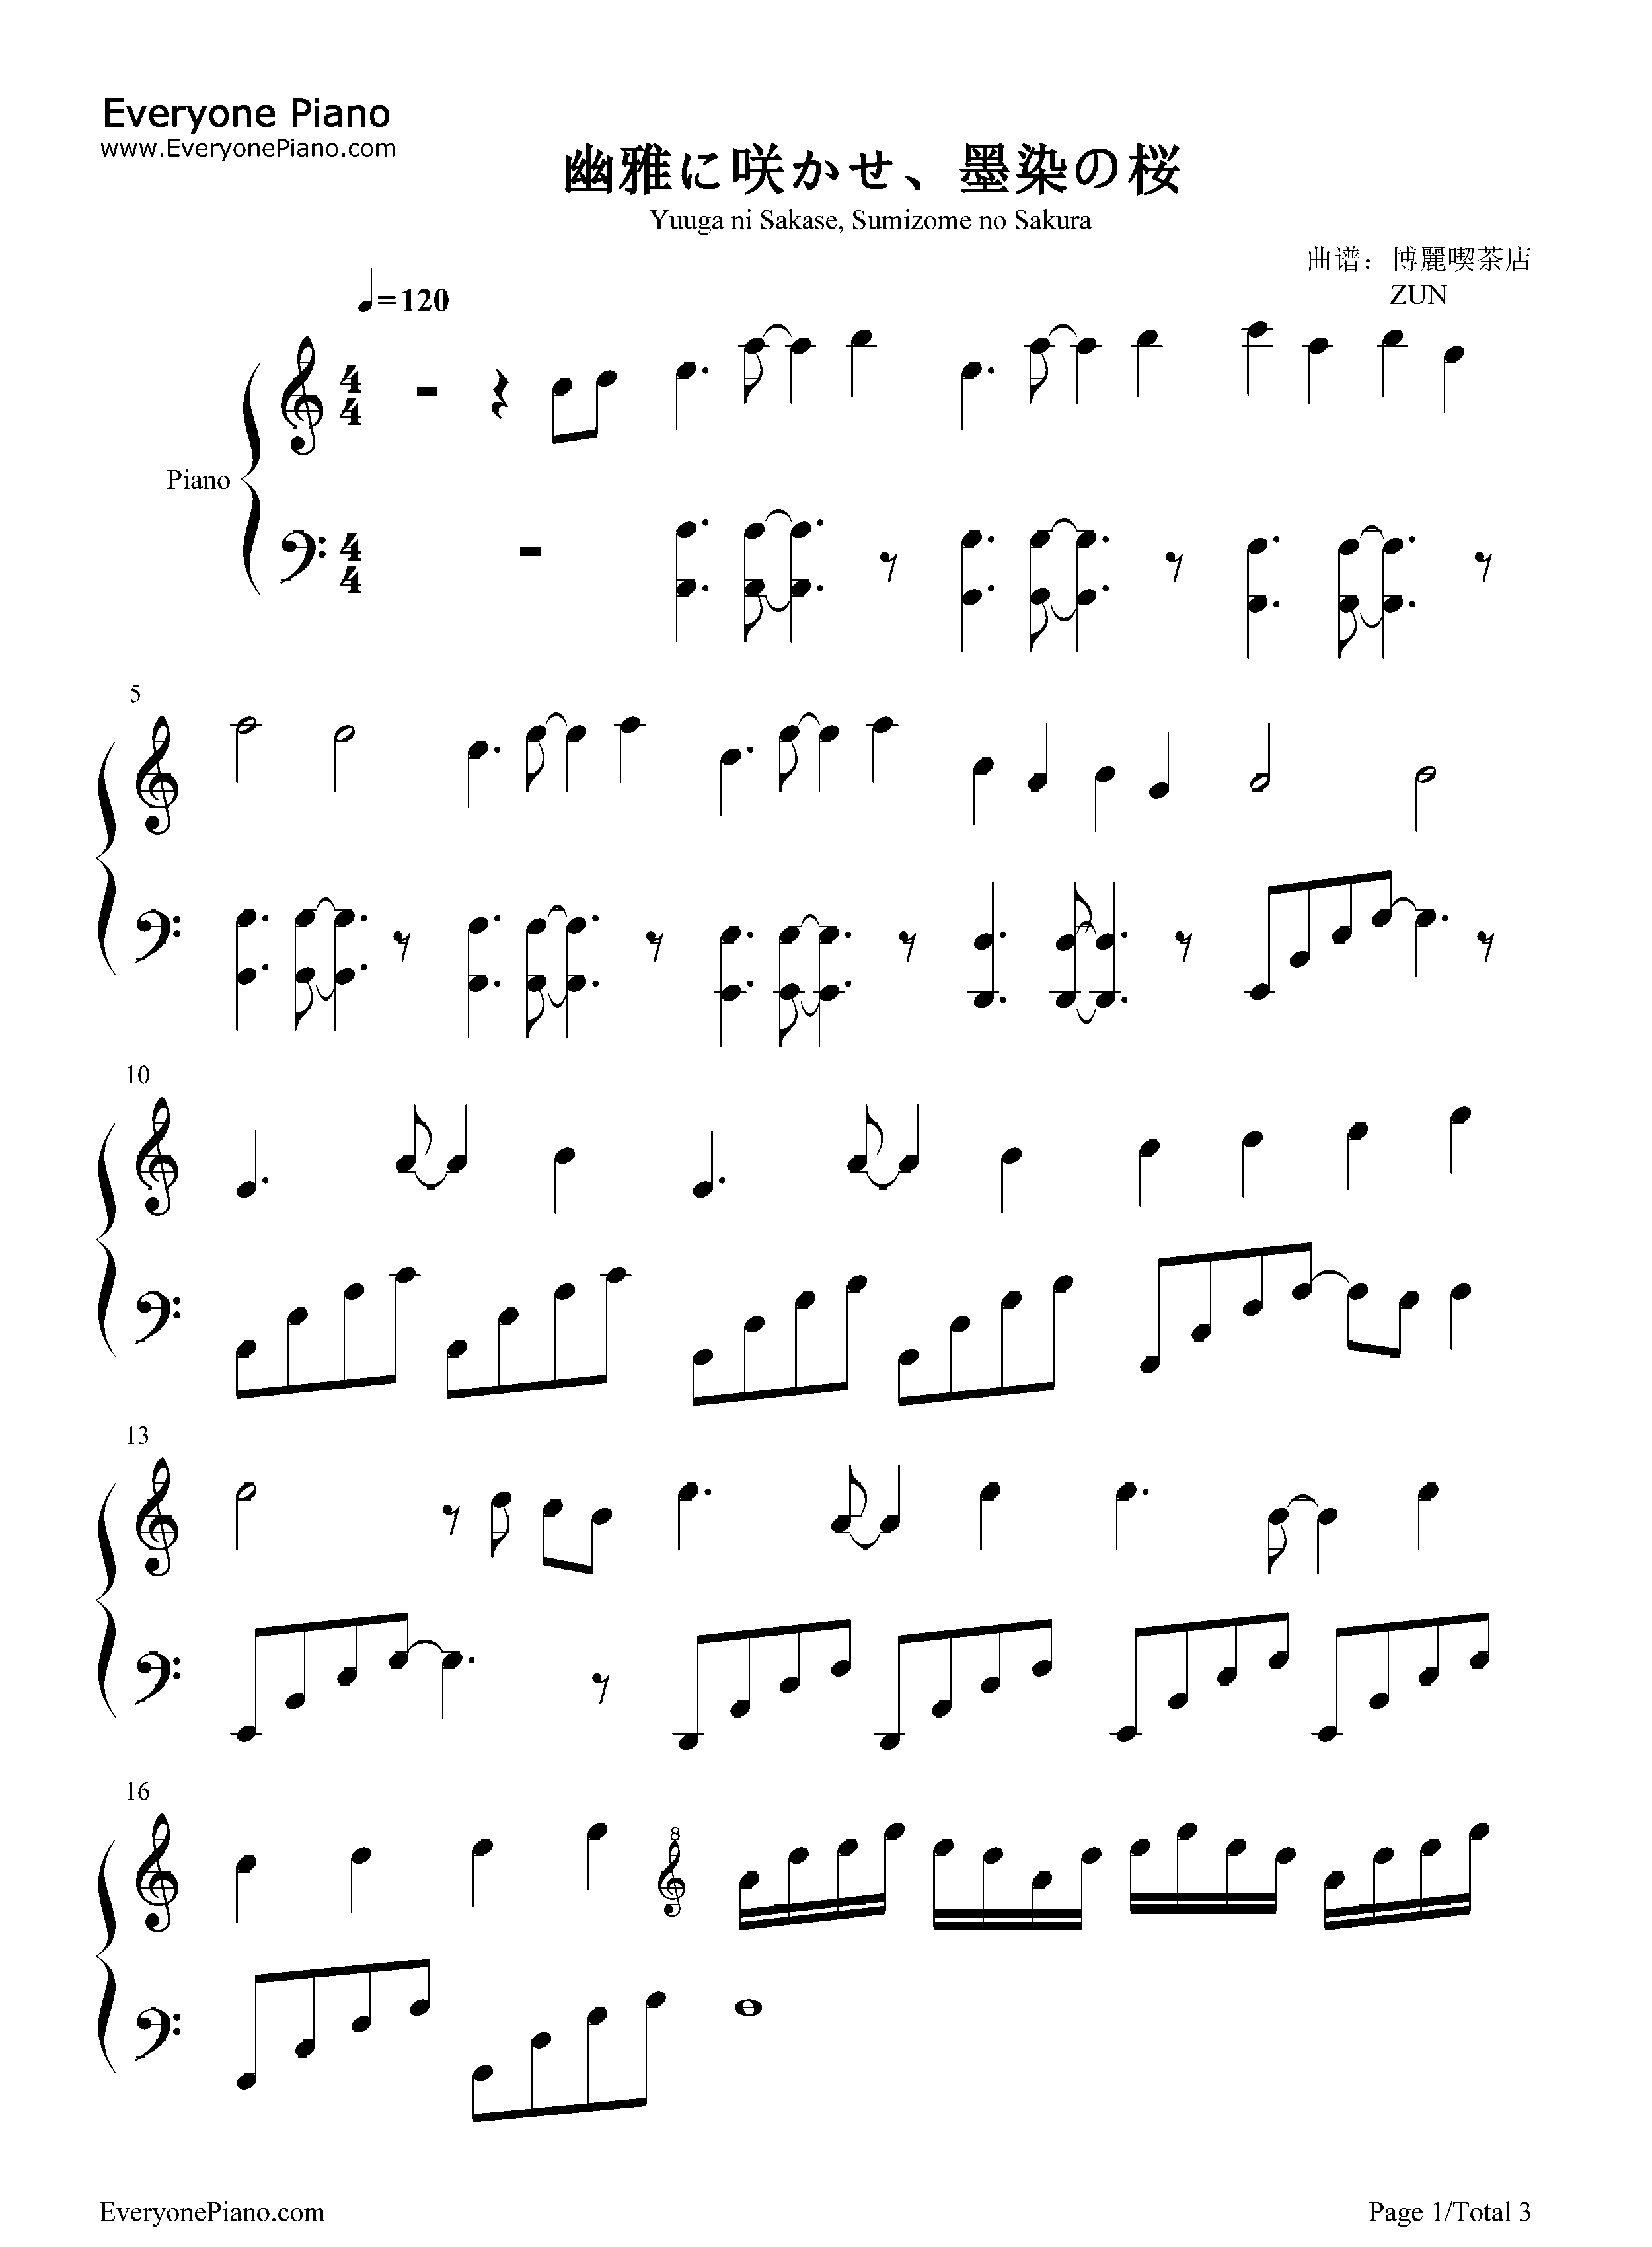 Everyone Piano
www.EveryonePiano.com
幽雅に咲かせ、墨染の桜
Yuuga ni Sakase, Sumizome no Sakura
曲谱：博麗喫茶店
ZUN
=120
4
4
Piano
4
4
5
10
13
16
8
EveryonePiano.com
Page 1/Total 3